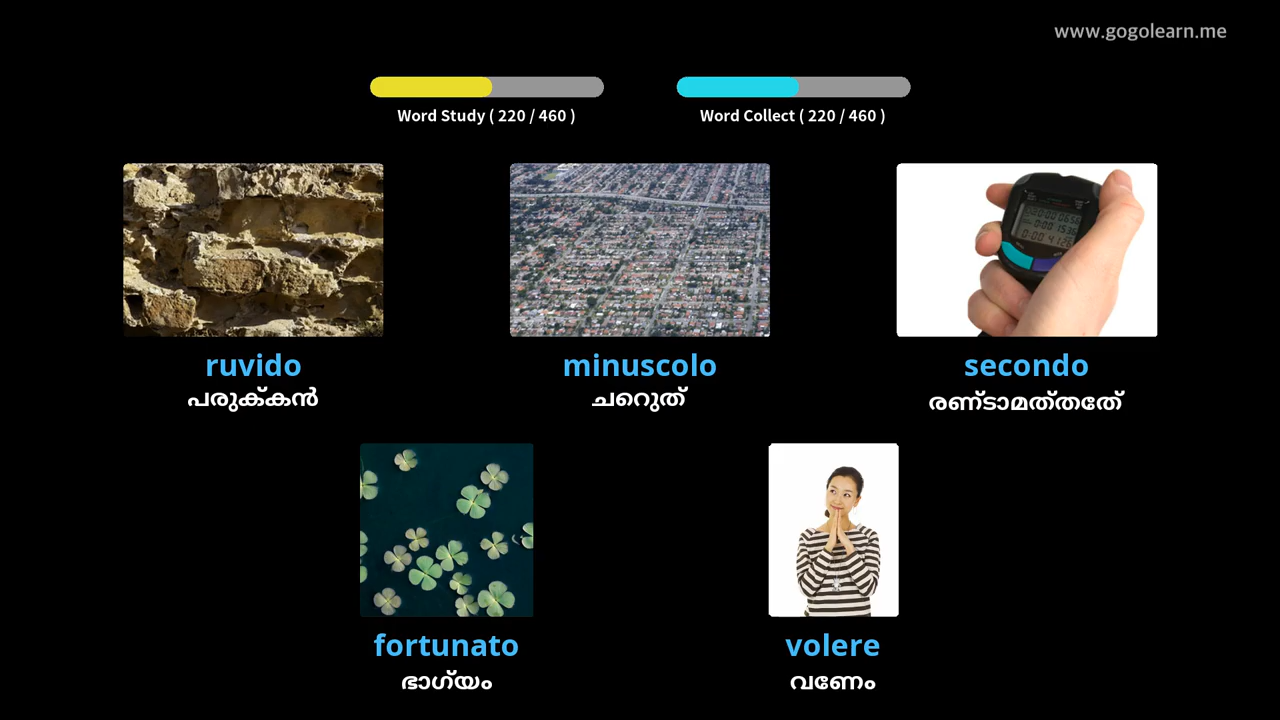 www.gogolearn.me
Word Study ( 220 / 460 )
Word Collect ( 220 / 460 )
ruvido
പരുക്കൻ
minuscolo
ചറെുത്
secondo
രണ്ടാമത്തതേ്
fortunato
ഭാഗ്യം
volere
വണേം